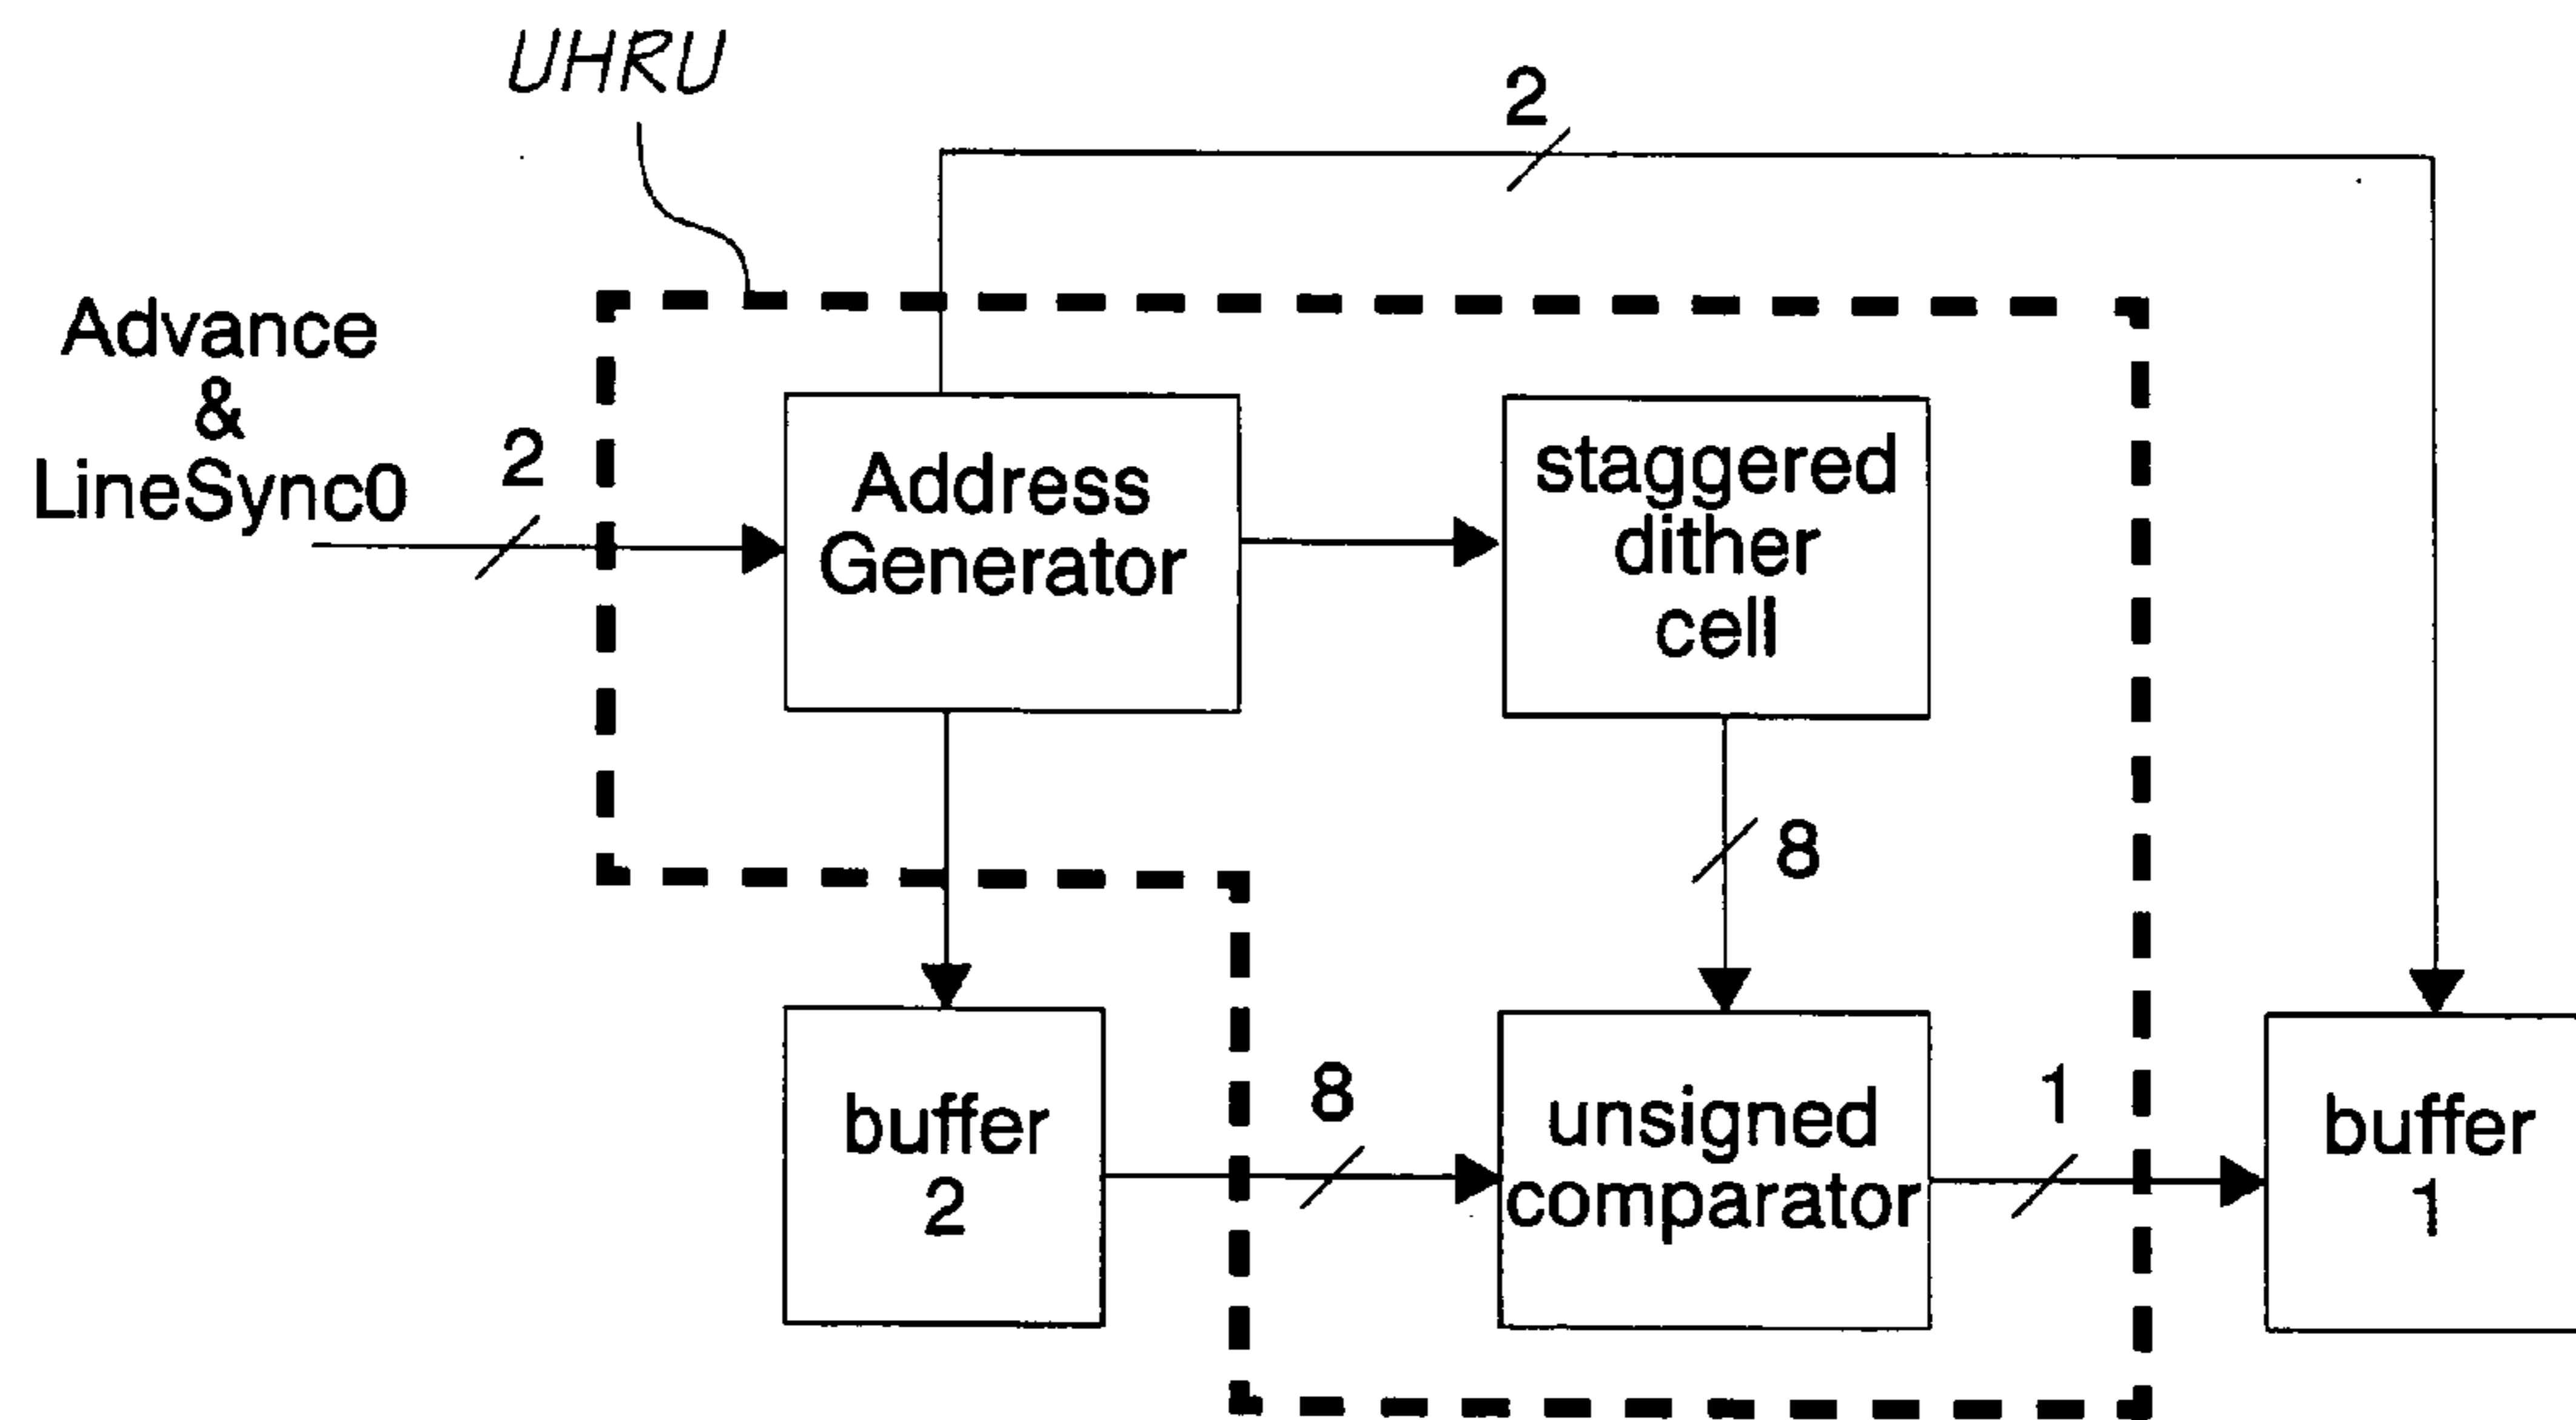 UHRU
2
Advance
&
LineSync0
2
Address
Generator
staggered
dither
cell
8
buffer
2
8
unsigned
comparator
1
buffer
1